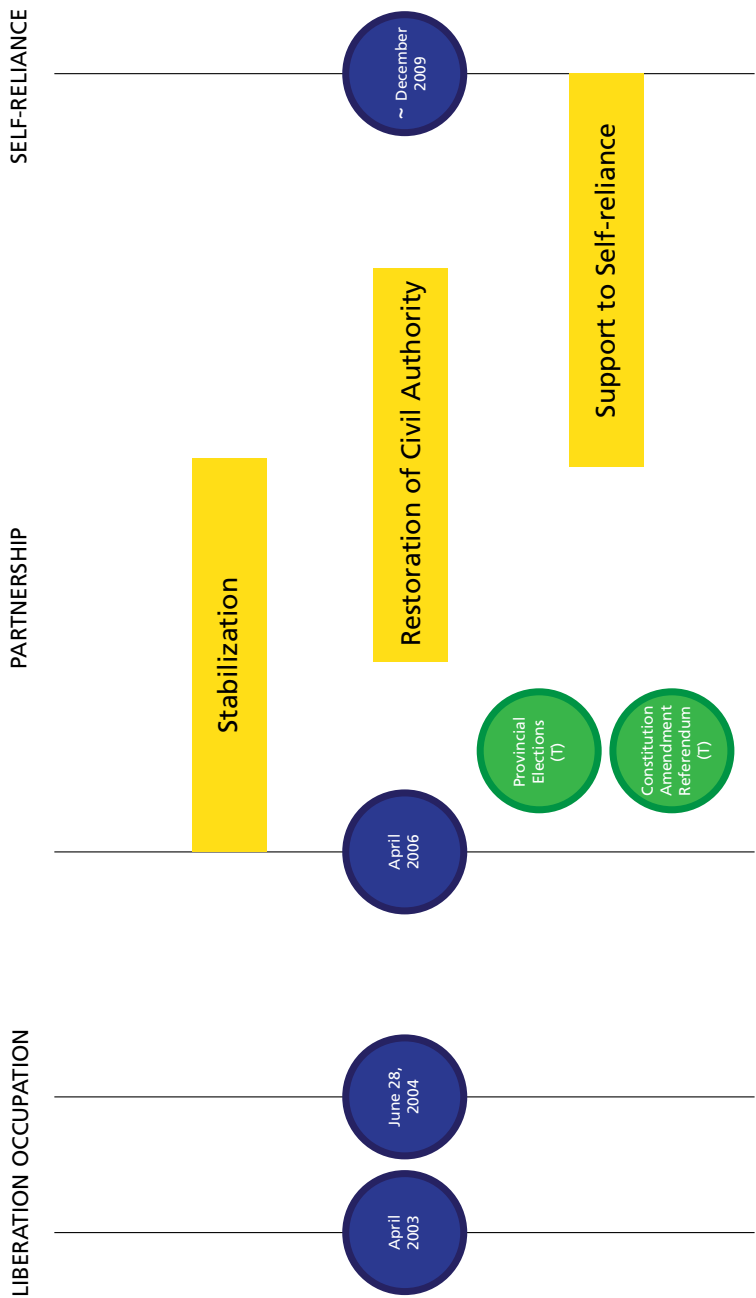 LIBERATION OCCUPATION
PARTNERSHIP
SELF-RELIANCE
Stabilization
April
2003
June 28,
2004
April
2006
Restoration of Civil Authority
~ December
2009
Provincial
Elections
(T)
Support to Self-reliance
Constitution
Amendment
Referendum
(T)